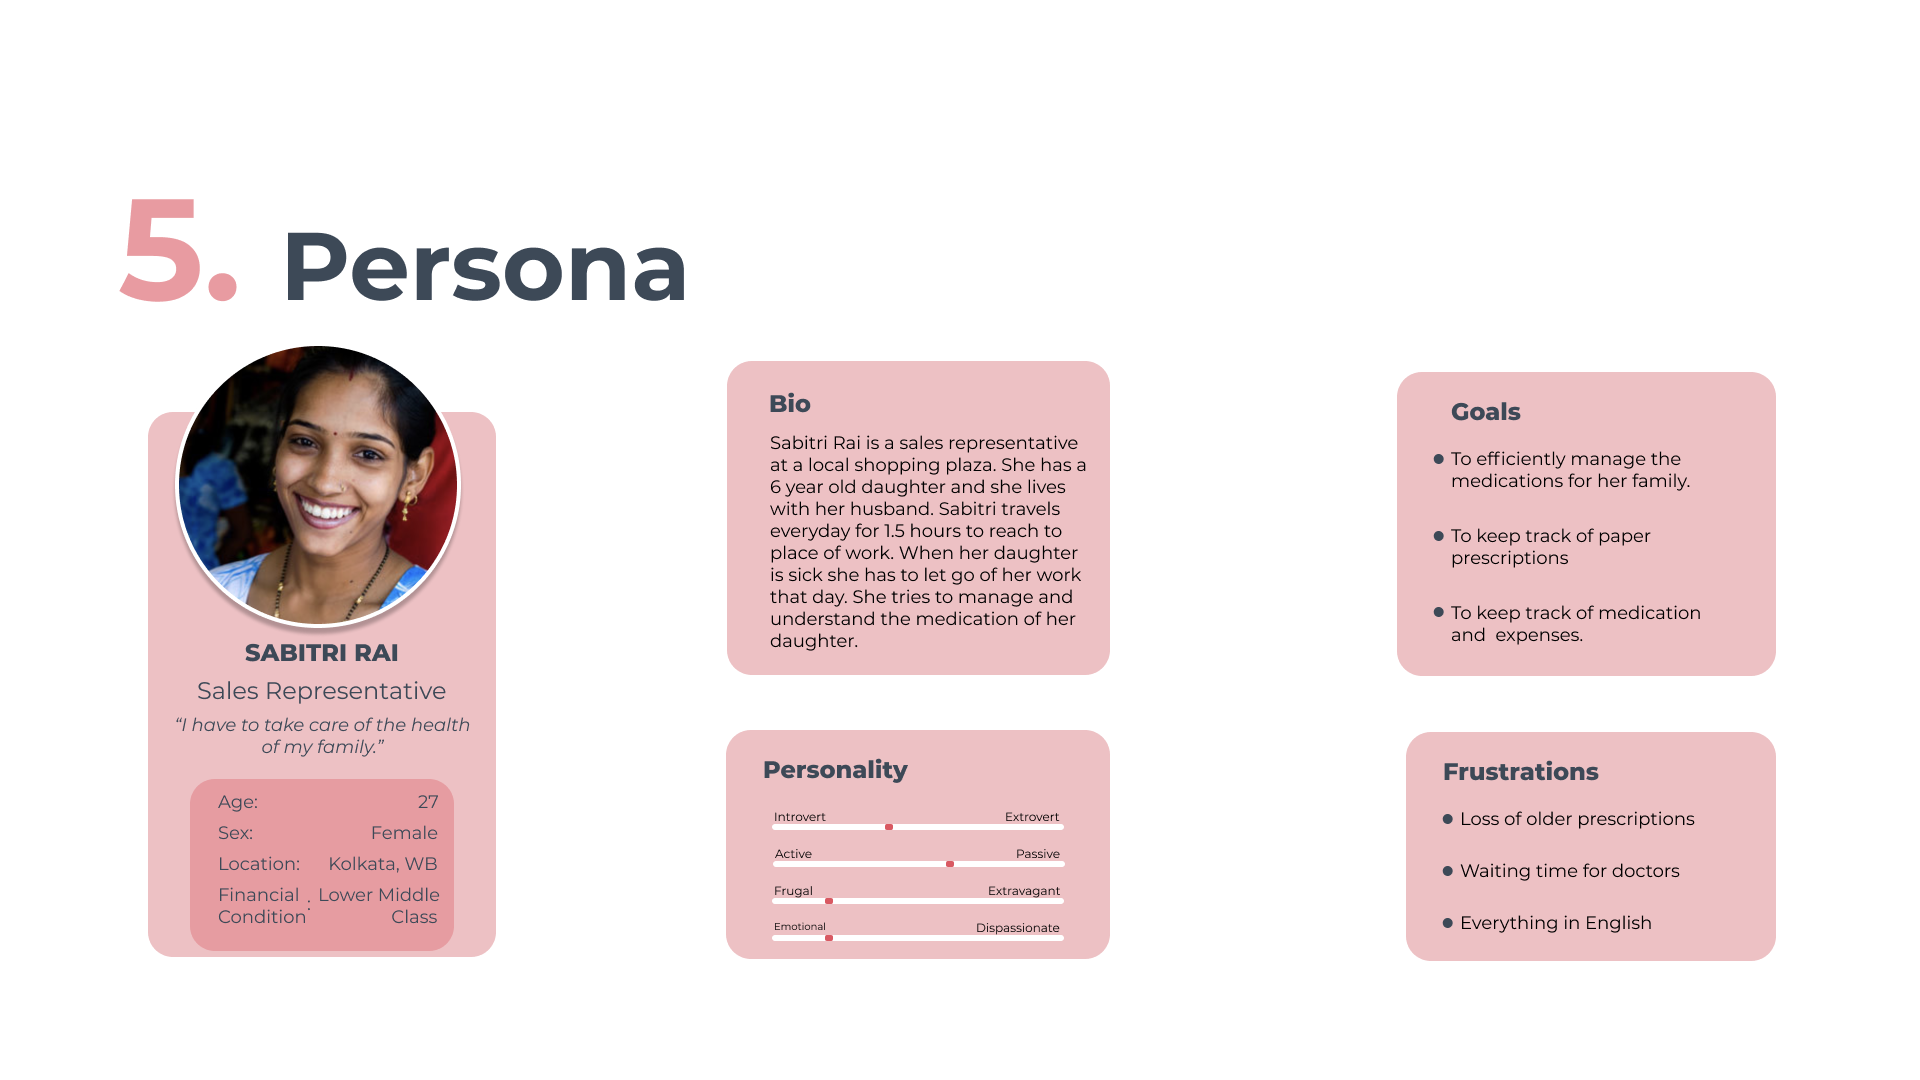 5. Persona
SABITRI RAI
Sales Representative
“I have to take care of the health
of my family.”
Age: 27
Sex: Female
Location: Kolkata, WB
Financial : Lower Middle
Condition Class
Bio
Sabitri Rai is a sales representative
at a local shopping plaza. She has a
6 year old daughter and she lives
with her husband. Sabitri travels
everyday for 1.5 hours to reach to
place of work. When her daughter
is sick she has to let go of her work
that day. She tries to manage and
understand the medication of her
daughter.
Personality
Introvert Extrovert
Active Passive
Frugal Extravagant
Emotional Dispassionate
Goals
● To efficiently manage the
medications for her family.
● To keep track of paper
prescriptions
● To keep track of medication
and  expenses.
Frustrations
● Loss of older prescriptions
● Waiting time for doctors
● Everything in English